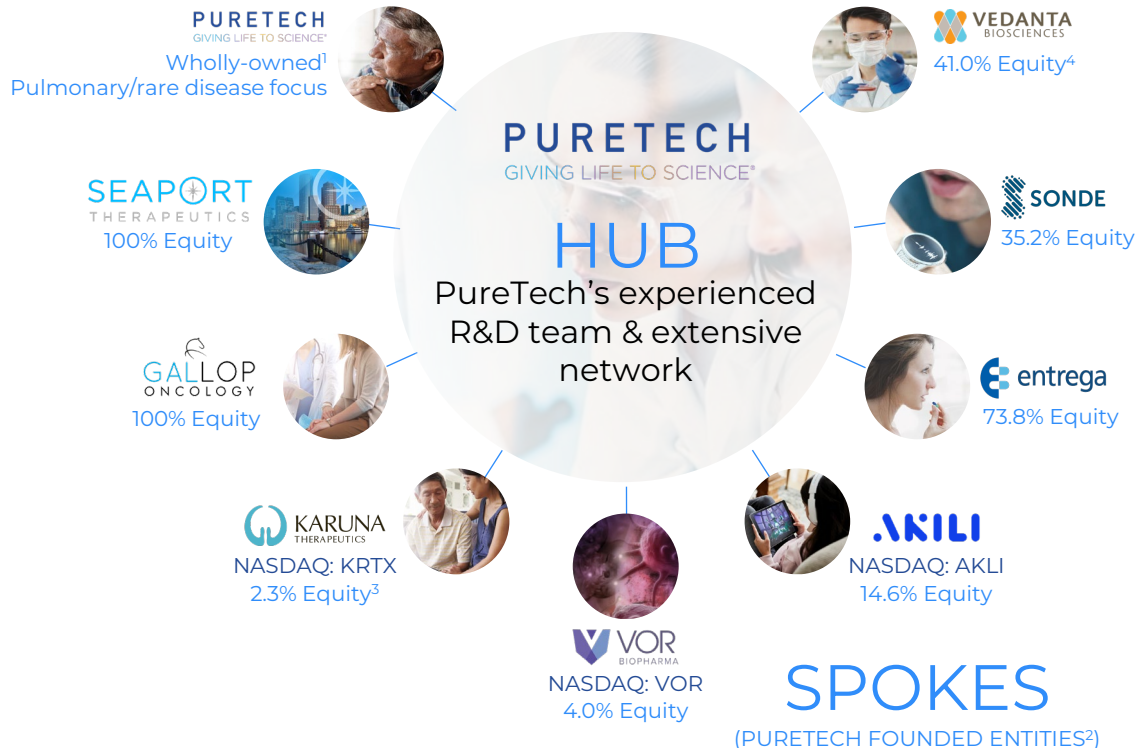 PURETECH
GIVING LIFE TO SCIENCE®
Wholly-owned¹
Pulmonary/rare disease focus
SEAPORT
THERAPEUTICS
100% Equity
GALLOP
ONCOLOGY
100% Equity
KARUNA
THERAPEUTICS
NASDAQ: KRTX
2.3% Equity³
PURETECH
GIVING LIFE TO SCIENCE®
HUB
PureTech’s experienced
R&D team & extensive
network
VOR
BIOPHARMA
NASDAQ: VOR
4.0% Equity
VEDANTA
BIOSCIENCES
41.0% Equity⁴
SONDE
35.2% Equity
entrega
73.8% Equity
AKILI
NASDAQ: AKLI
14.6% Equity
SPOKES
(PURETECH FOUNDED ENTITIES²)